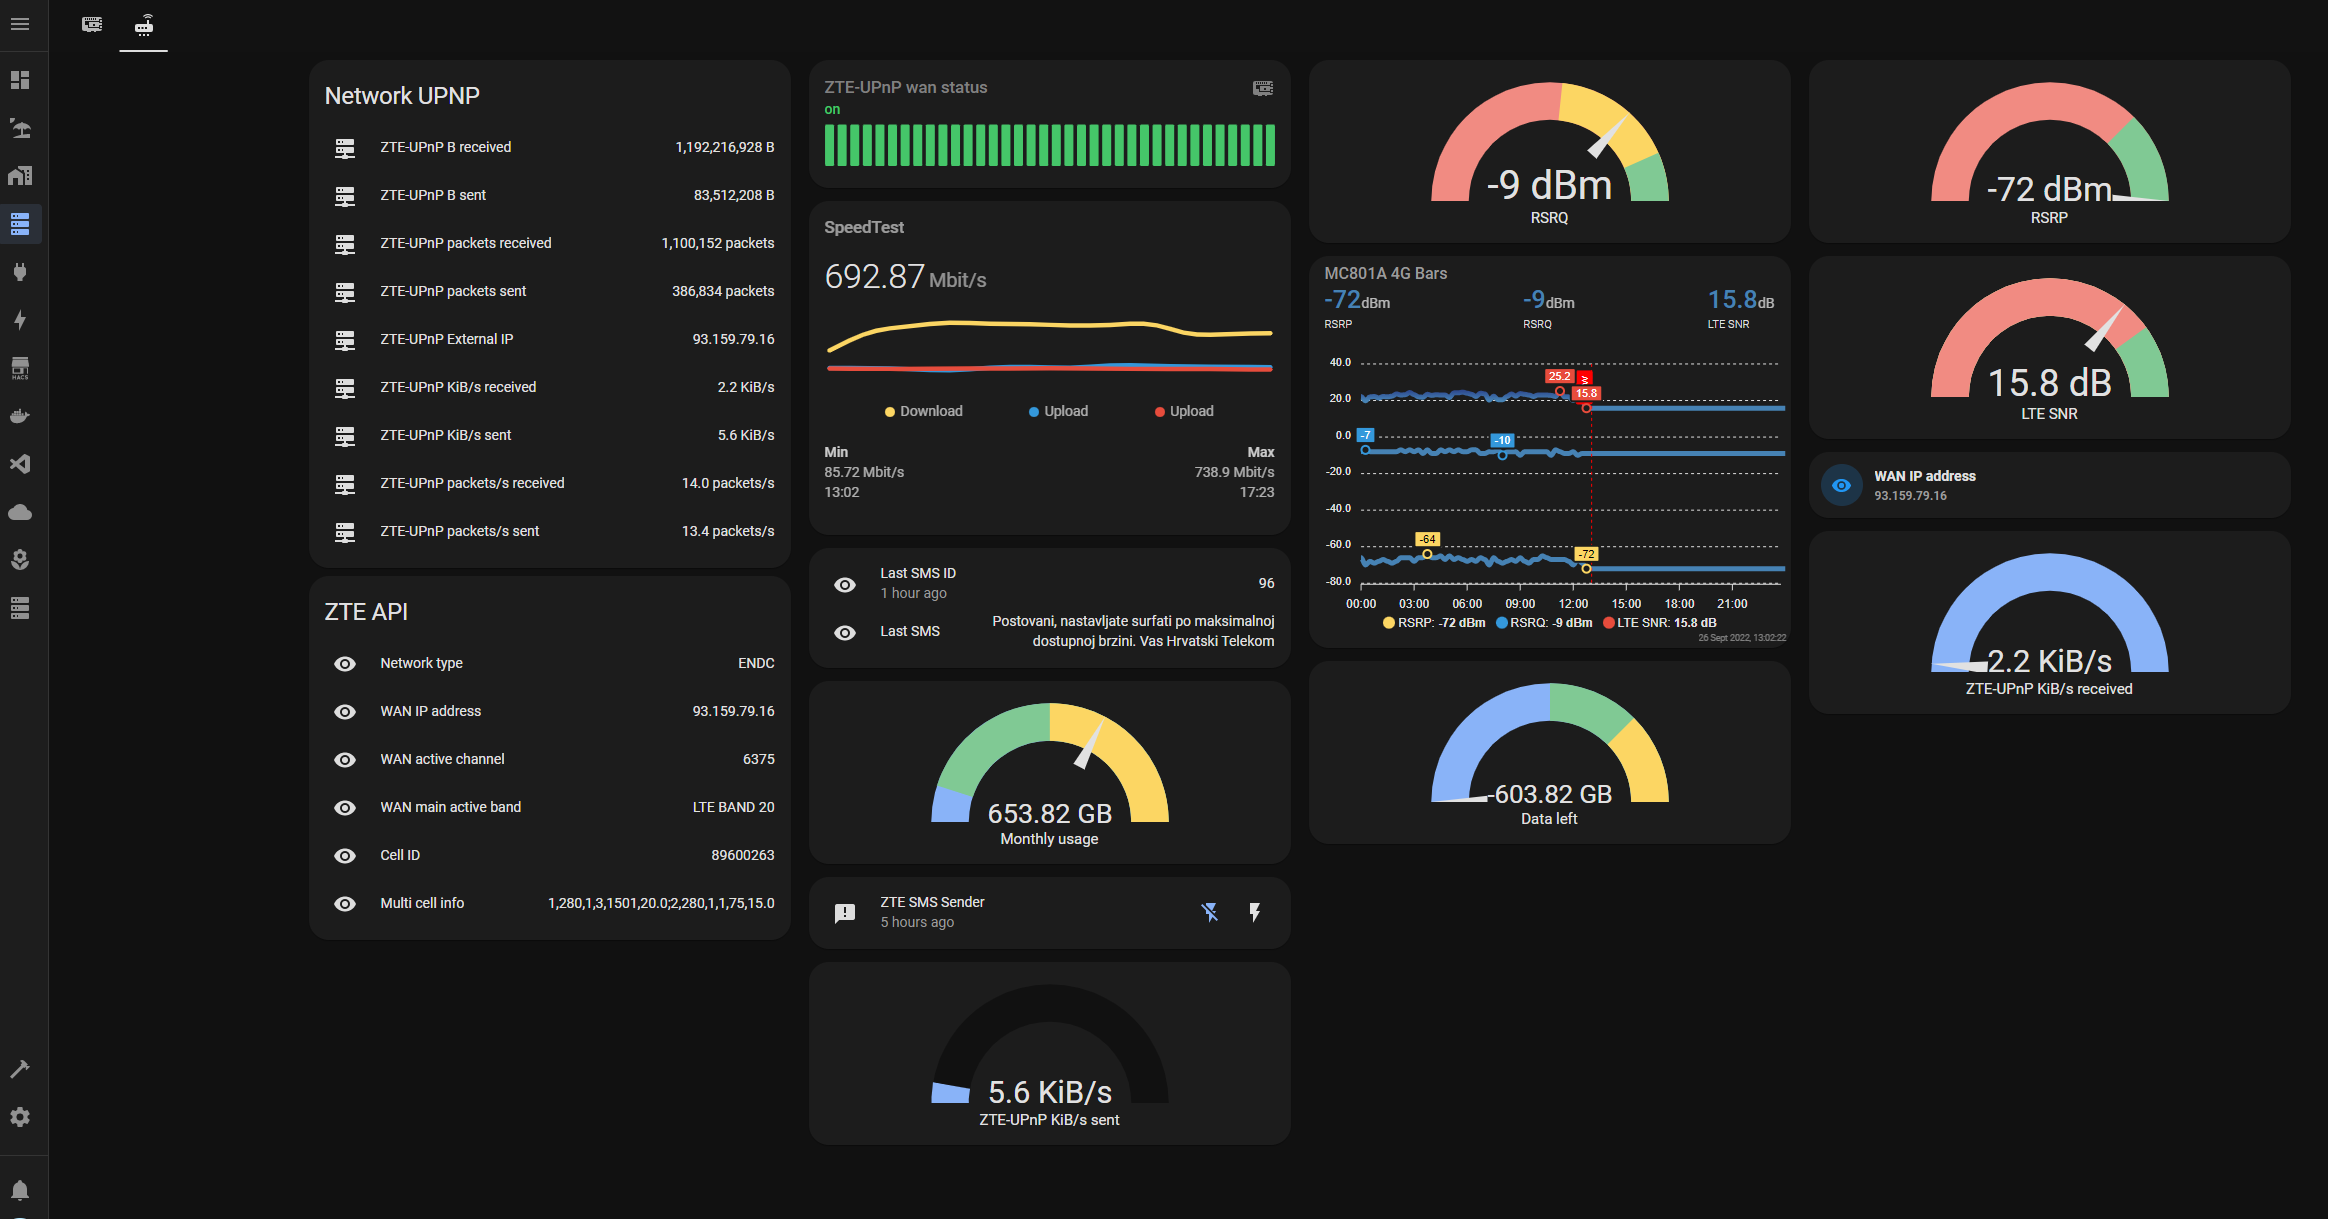 HACS
Network UPNP
ZTE-UPnP B received 1,192,216,928 B
ZTE-UPnP B sent 83,512,208 B
ZTE-UPnP packets received 1,100,152 packets
ZTE-UPnP packets sent 386,834 packets
ZTE-UPnP External IP 93.159.79.16
ZTE-UPnP KiB/s received 2.2 KiB/s
ZTE-UPnP KiB/s sent 5.6 KiB/s
ZTE-UPnP packets/s received 14.0 packets/s
ZTE-UPnP packets/s sent 13.4 packets/s
ZTE API
Network type ENDC
WAN IP address 93.159.79.16
WAN active channel 6375
WAN main active band LTE BAND 20
Cell ID 89600263
Multi cell info 1,280,1,3,1501,20.0;2,280,1,1,75,15.0
ZTE-UPnP wan status
on
SpeedTest
692.87 Mbit/s
Download Upload Upload
Min Max
85.72 Mbit/s 738.9 Mbit/s
13:02 17:23
Last SMS ID 96
1 hour ago
Last SMS Postovani, nastavljate surfati po maksimalnoj
dostupnoj brzini. Vas Hrvatski Telekom
653.82 GB
Monthly usage
ZTE SMS Sender
5 hours ago
5.6 KiB/s
ZTE-UPnP KiB/s sent
-9 dBm
RSRQ
MC801A 4G Bars
-72dBm -9dBm 15.8dB
RSRP RSRQ LTE SNR
40.0
25.2
15.8
20.0
0.0 -7 -10
-20.0
-40.0
-64
-60.0 -72
-80.0
00:00 03:00 06:00 09:00 12:00 15:00 18:00 21:00
RSRP: -72 dBm RSRQ: -9 dBm LTE SNR: 15.8 dB
26 Sept 2022, 13:02:22
-603.82 GB
Data left
-72 dBm
RSRP
15.8 dB
LTE SNR
WAN IP address
93.159.79.16
2.2 KiB/s
ZTE-UPnP KiB/s received